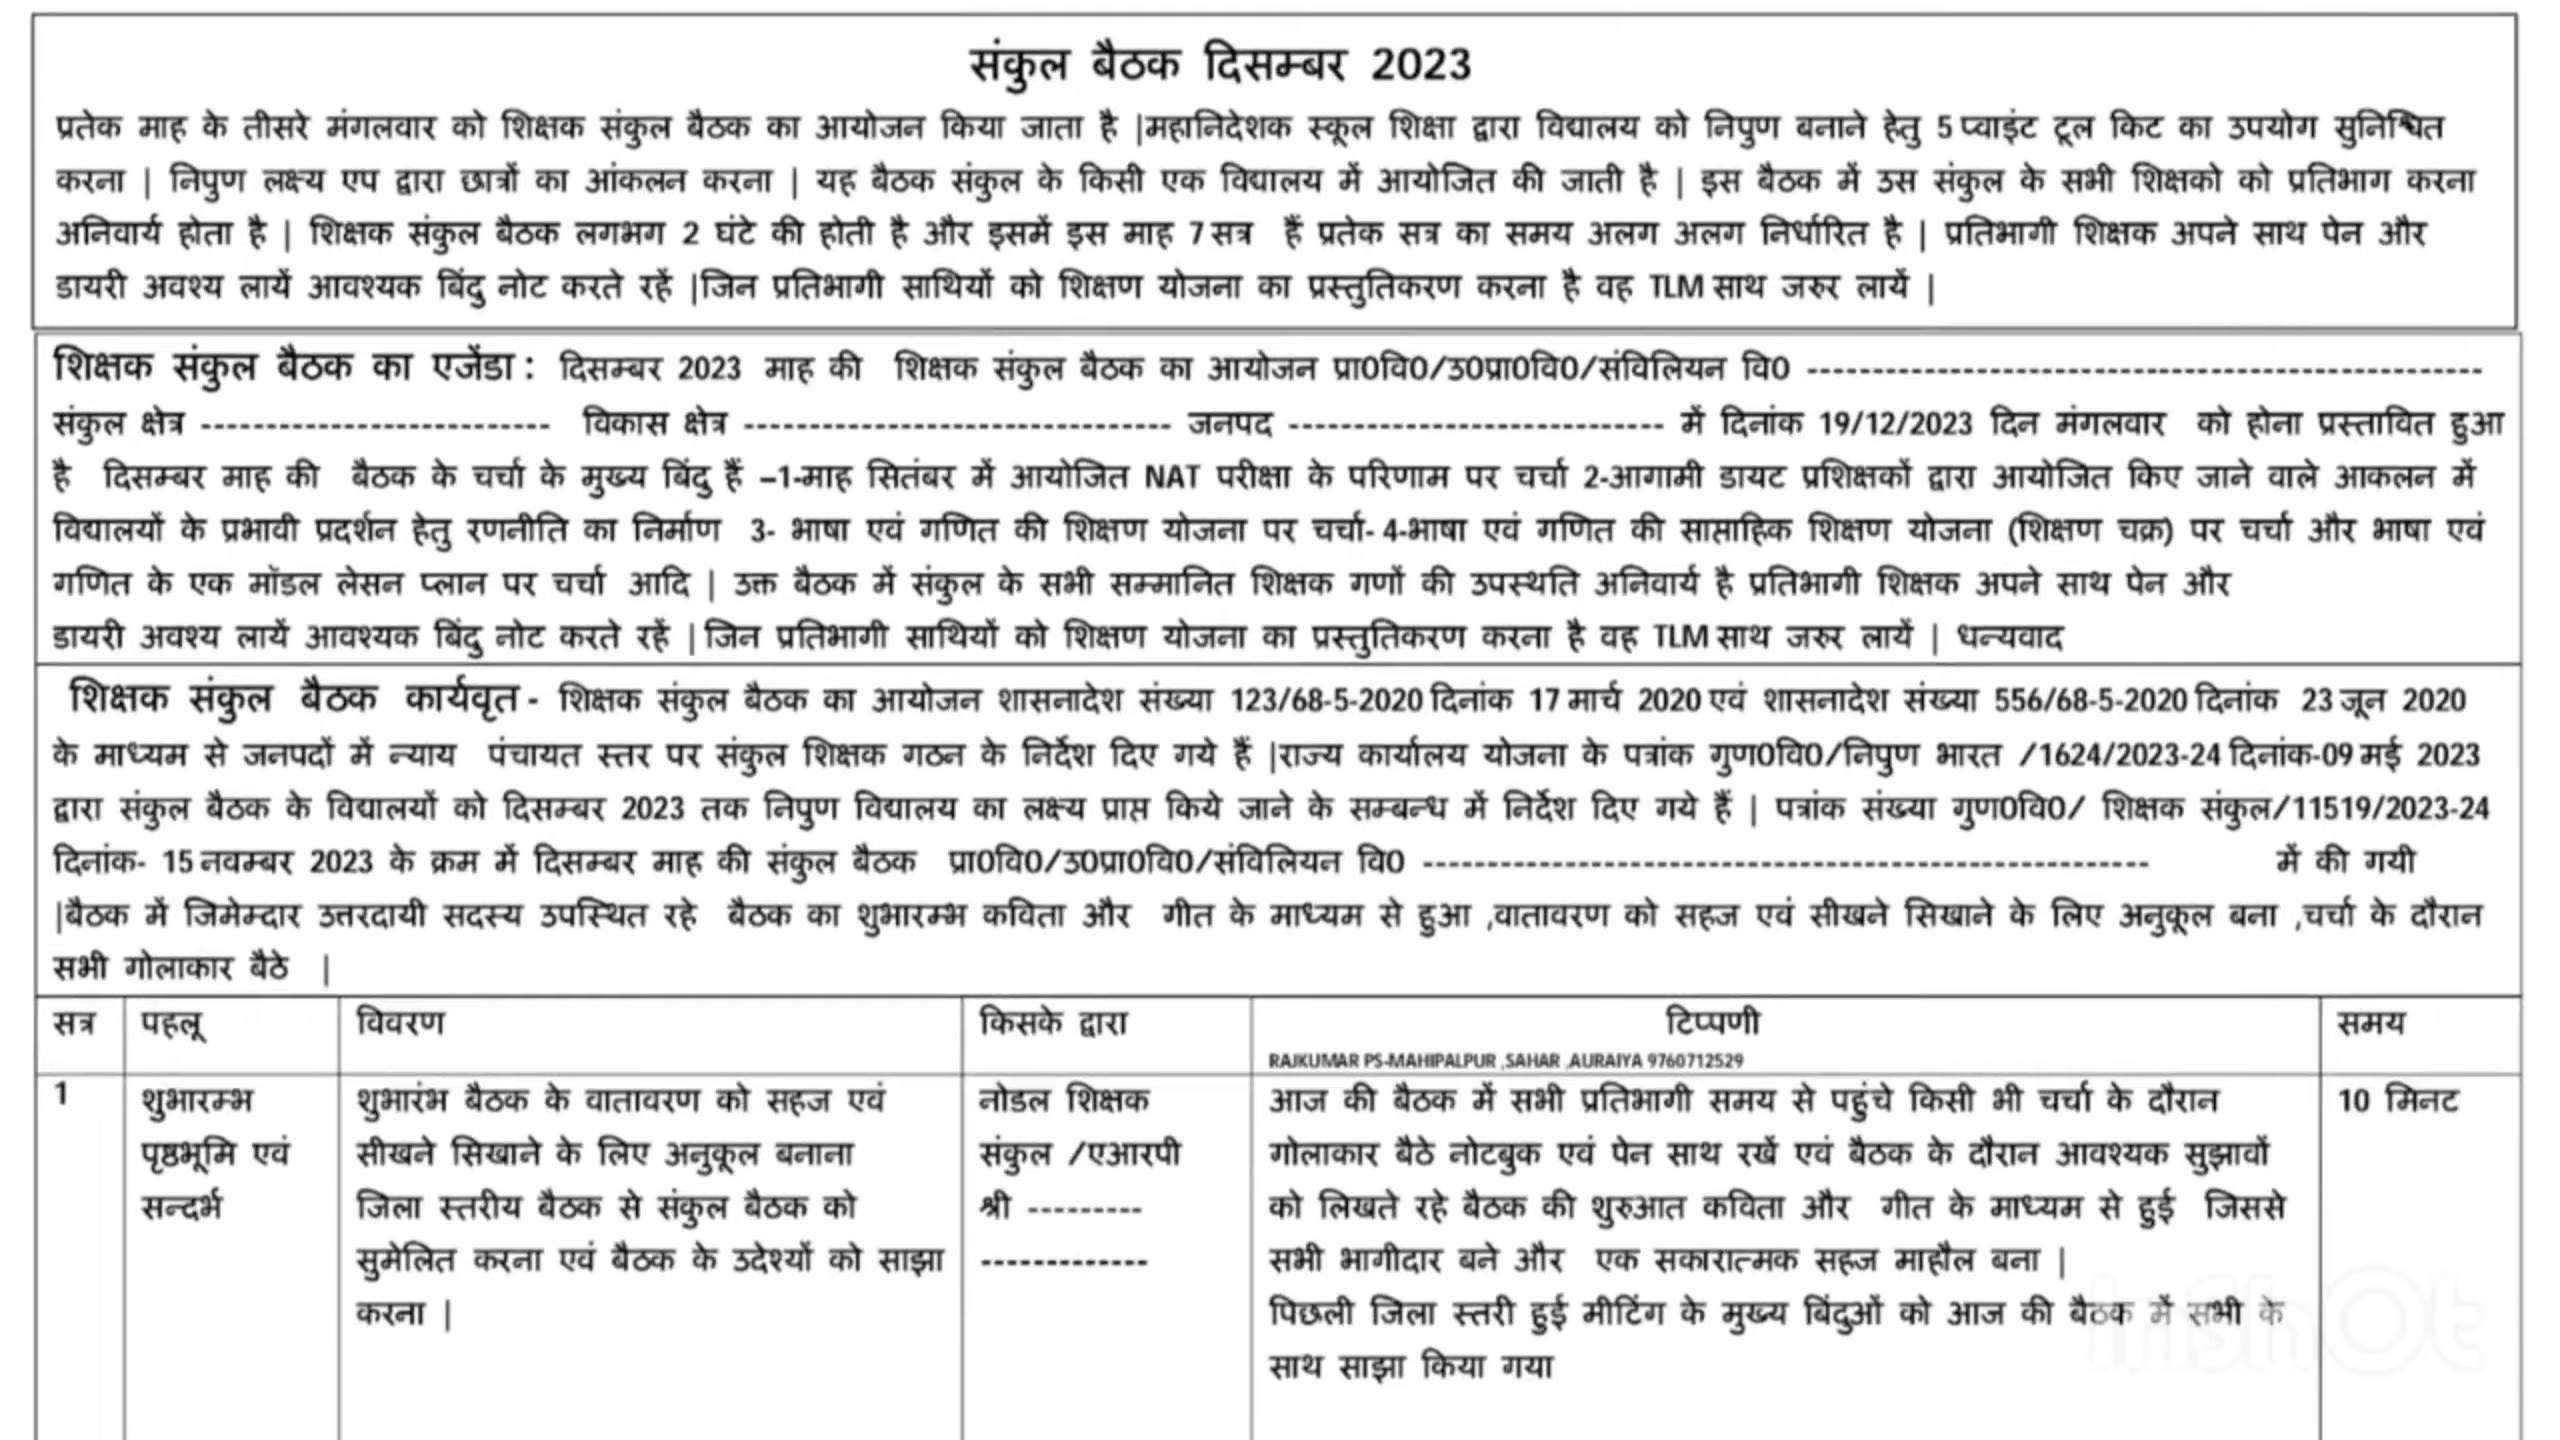 संकुल बैठक दिसम्बर 2023
प्रतेक माह के तीसरे मंगलवार को शिक्षक संकुल बैठक का आयोजन किया जाता है |महानिदेशक स्कूल शिक्षा द्वारा विद्यालय को निपुण बनाने हेतु 5 प्वाइंट टूल किट का उपयोग सुनिश्चित
करना | निपुण लक्ष्य एप द्वारा छात्रों का आंकलन करना | यह बैठक संकुल के किसी एक विद्यालय में आयोजित की जाती है | इस बैठक में उस संकुल के सभी शिक्षको को प्रतिभाग करना
अनिवार्य होता है | शिक्षक संकुल बैठक लगभग 2 घंटे की होती है और इसमें इस माह 7 सत्र हैं प्रतेक सत्र का समय अलग अलग निर्धारित है | प्रतिभागी शिक्षक अपने साथ पेन और
डायरी अवश्य लायें आवश्यक बिंदु नोट करते रहें |जिन प्रतिभागी साथियों को शिक्षण योजना का प्रस्तुतिकरण करना है वह TLM साथ जरुर लायें |
शिक्षक संकुल बैठक का एजेंडा : दिसम्बर 2023 माह की शिक्षक संकुल बैठक का आयोजन प्रा0वि0/उ0प्रा0वि0/संविलियन वि0 ----------------------------------------------------
संकुल क्षेत्र --------------------------- विकास क्षेत्र --------------------------------- जनपद ----------------------------- में दिनांक 19/12/2023 दिन मंगलवार को होना प्रस्तावित हुआ
है दिसम्बर माह की बैठक के चर्चा के मुख्य बिंदु हैं –1-माह सितंबर में आयोजित NAT परीक्षा के परिणाम पर चर्चा 2-आगामी डायट प्रशिक्षकों द्वारा आयोजित किए जाने वाले आकलन में
विद्यालयों के प्रभावी प्रदर्शन हेतु रणनीति का निर्माण 3- भाषा एवं गणित की शिक्षण योजना पर चर्चा- 4-भाषा एवं गणित की साप्ताहिक शिक्षण योजना (शिक्षण चक्र) पर चर्चा और भाषा एवं
गणित के एक मॉडल लेसन प्लान पर चर्चा आदि | उक्त बैठक में संकुल के सभी सम्मानित शिक्षक गणों की उपस्थति अनिवार्य है प्रतिभागी शिक्षक अपने साथ पेन और
डायरी अवश्य लायें आवश्यक बिंदु नोट करते रहें |जिन प्रतिभागी साथियों को शिक्षण योजना का प्रस्तुतिकरण करना है वह TLM साथ जरुर लायें | धन्यवाद
शिक्षक संकुल बैठक कार्यवृत - शिक्षक संकुल बैठक का आयोजन शासनादेश संख्या 123/68-5-2020 दिनांक 17 मार्च 2020 एवं शासनादेश संख्या 556/68-5-2020 दिनांक 23 जून 2020
के माध्यम से जनपदों में न्याय पंचायत स्तर पर संकुल शिक्षक गठन के निर्देश दिए गये हैं |राज्य कार्यालय योजना के पत्रांक गुण0वि0/निपुण भारत /1624/2023-24 दिनांक-09 मई 2023
द्वारा संकुल बैठक के विद्यालयों को दिसम्बर 2023 तक निपुण विद्यालय का लक्ष्य प्राप्त किये जाने के सम्बन्ध में निर्देश दिए गये हैं | पत्रांक संख्या गुण0वि0/ शिक्षक संकुल/11519/2023-24
दिनांक- 15 नवम्बर 2023 के क्रम में दिसम्बर माह की संकुल बैठक प्रा0वि0/उ0प्रा0वि0/संविलियन वि0 -------------------------------------------------------- में की गयी
|बैठक में जिमेम्दार उत्तरदायी सदस्य उपस्थित रहे बैठक का शुभारम्भ कविता और गीत के माध्यम से हुआ ,वातावरण को सहज एवं सीखने सिखाने के लिए अनुकूल बना ,चर्चा के दौरान
सभी गोलाकार बैठे |
सत्र पहलू विवरण किसके द्वारा टिप्पणी समय
RAJKUMAR PS-MAHIPALPUR ,SAHAR ,AURAIYA 9760712529
1 शुभारम्भ शुभारंभ बैठक के वातावरण को सहज एवं नोडल शिक्षक आज की बैठक में सभी प्रतिभागी समय से पहुंचे किसी भी चर्चा के दौरान 10 मिनट
पृष्ठभूमि एवं सीखने सिखाने के लिए अनुकूल बनाना संकुल /एआरपी गोलाकार बैठे नोटबुक एवं पेन साथ रखें एवं बैठक के दौरान आवश्यक सुझावों
सन्दर्भ जिला स्तरीय बैठक से संकुल बैठक को श्री --------- को लिखते रहे बैठक की शुरुआत कविता और गीत के माध्यम से हुई जिससे
सुमेलित करना एवं बैठक के उदेश्यों को साझा ------------- सभी भागीदार बने और एक सकारात्मक सहज माहौल बना |
करना | पिछली जिला स्तरी हुई मीटिंग के मुख्य बिंदुओं को आज की बैठक में सभी के
साथ साझा किया गया
InShOt